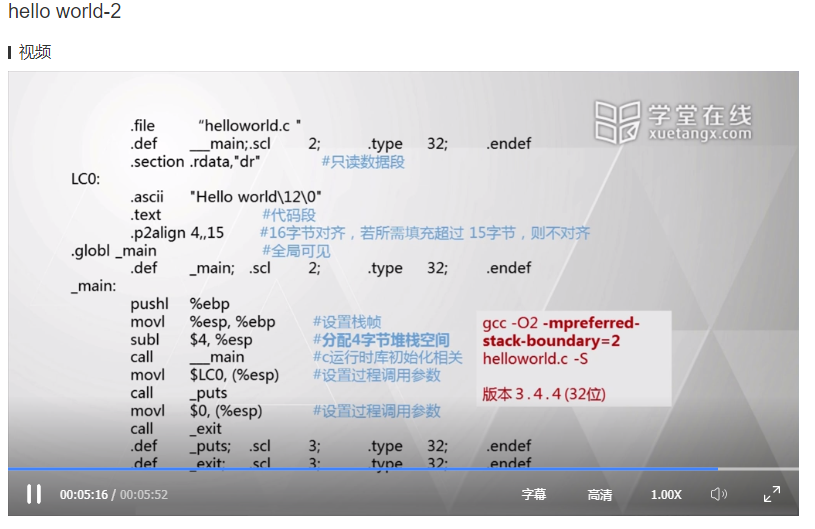 hello world-2
视频
学堂在线
xuetangx.com
.file “helloworld.c "
.def ___main;.scl 2; .type 32; .endef
.section .rdata,"dr" #只读数据段
LC0:
.ascii "Hello world\12\0"
.text #代码段
.p2align 4,,15 #16字节对齐，若所需填充超过 15字节，则不对齐
.globl _main #全局可见
.def _main; .scl 2; .type 32; .endef
_main:
pushl %ebp
movl %esp, %ebp #设置栈帧
subl $4, %esp #分配4字节堆栈空间
call ___main #c运行时库初始化相关
movl $LC0, (%esp) #设置过程调用参数
call _puts
movl $0, (%esp) #设置过程调用参数
call _exit
.def _puts; .scl 3; .type 32; .endef
.def _exit; .scl 3; .type 32; .endef
gcc -O2 -mpreferred-
stack-boundary=2
helloworld.c -S
版本 3 . 4 . 4 (32位)
00:05:16 / 00:05:52 字幕 高清 1.00X